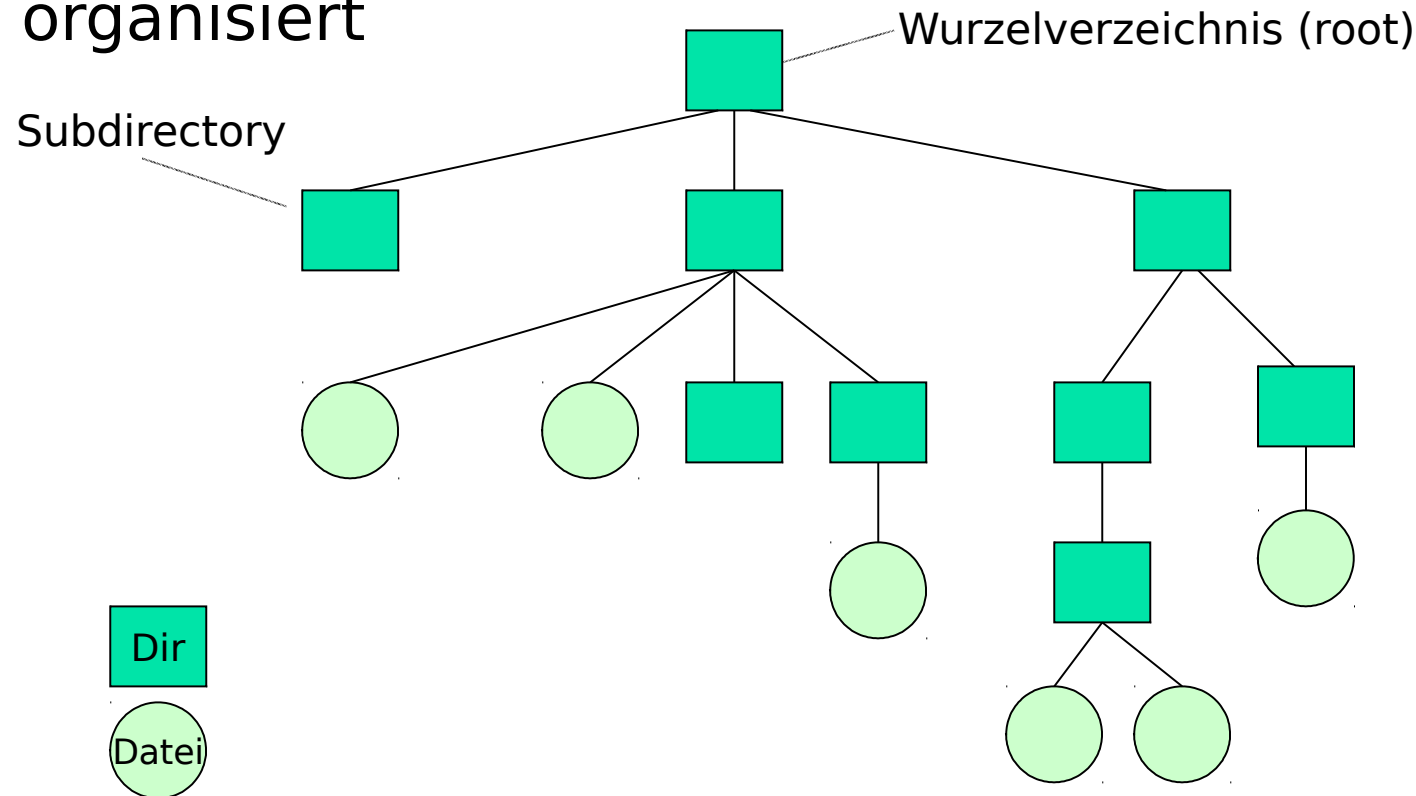 organisiert
Wurzelverzeichnis (root)
Subdirectory
Dir
Datei